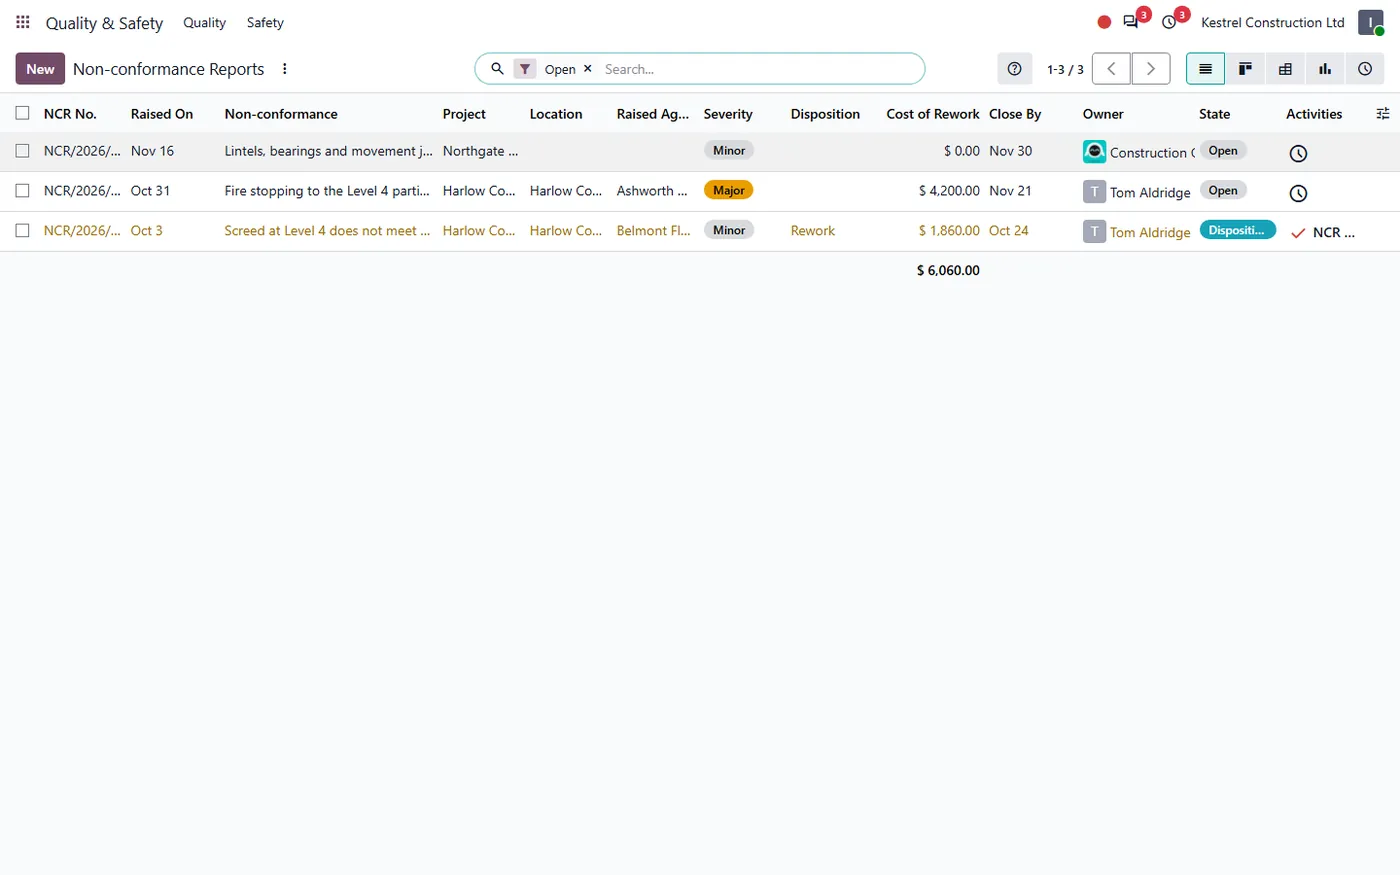 Quality & Safety Quality Safety 3 3 Kestrel Construction Ltd I
New Non-conformance Reports Open × Search... 1-3 / 3
NCR No. Raised On Non-conformance Project Location Raised Ag... Severity Disposition Cost of Rework Close By Owner State Activities
NCR/2026/... Nov 16 Lintels, bearings and movement j... Northgate ... Minor $ 0.00 Nov 30 Construction Open
NCR/2026/... Oct 31 Fire stopping to the Level 4 parti... Harlow Co... Harlow Co... Ashworth ... Major $ 4,200.00 Nov 21 T Tom Aldridge Open
NCR/2026/... Oct 3 Screed at Level 4 does not meet ... Harlow Co... Harlow Co... Belmont Fl... Minor Rework $ 1,860.00 Oct 24 T Tom Aldridge Dispositi... NCR ...
$ 6,060.00